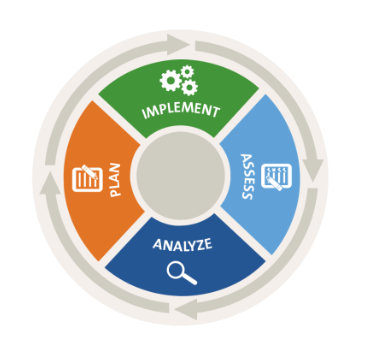 IMPLEMENT
ASSESS
ANALYZE
PLAN